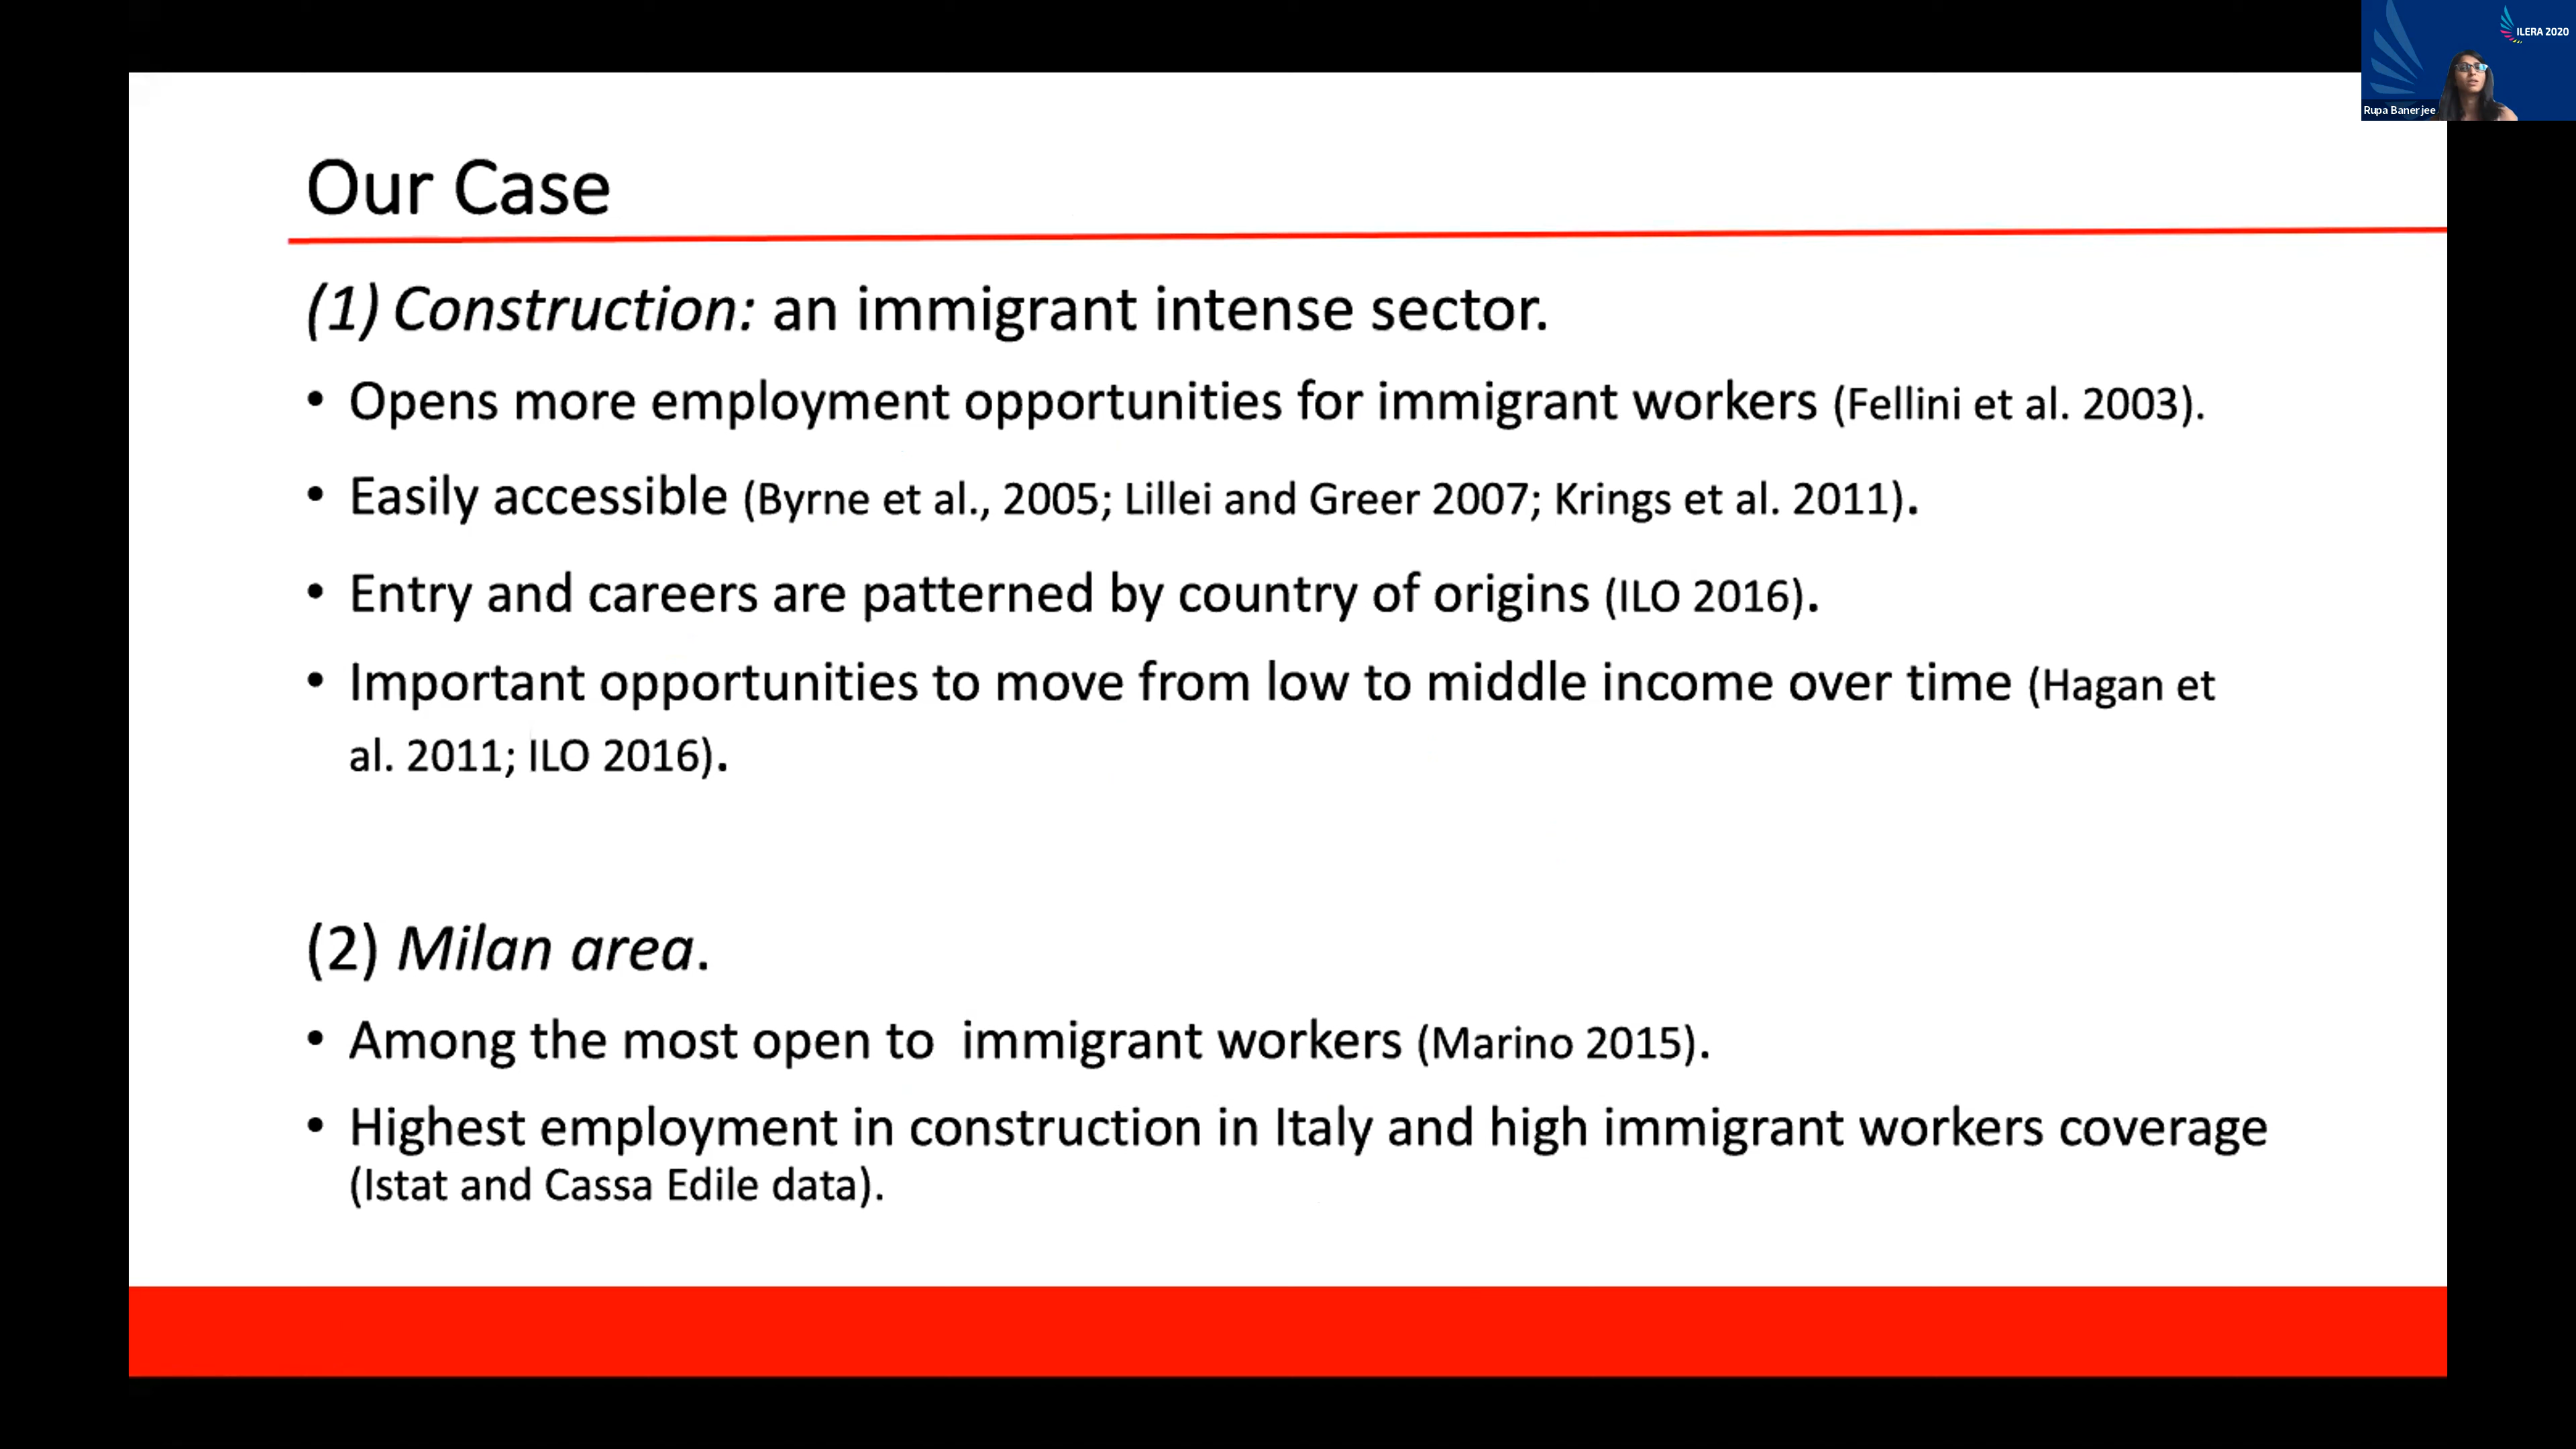 ILERA 2020
Rupa Banerjee
Our Case
(1) Construction: an immigrant intense sector.
• Opens more employment opportunities for immigrant workers (Fellini et al. 2003).
• Easily accessible (Byrne et al., 2005; Lillei and Greer 2007; Krings et al. 2011).
• Entry and careers are patterned by country of origins (ILO 2016).
• Important opportunities to move from low to middle income over time (Hagan et
al. 2011; ILO 2016).
(2) Milan area.
• Among the most open to  immigrant workers (Marino 2015).
• Highest employment in construction in Italy and high immigrant workers coverage
(Istat and Cassa Edile data).